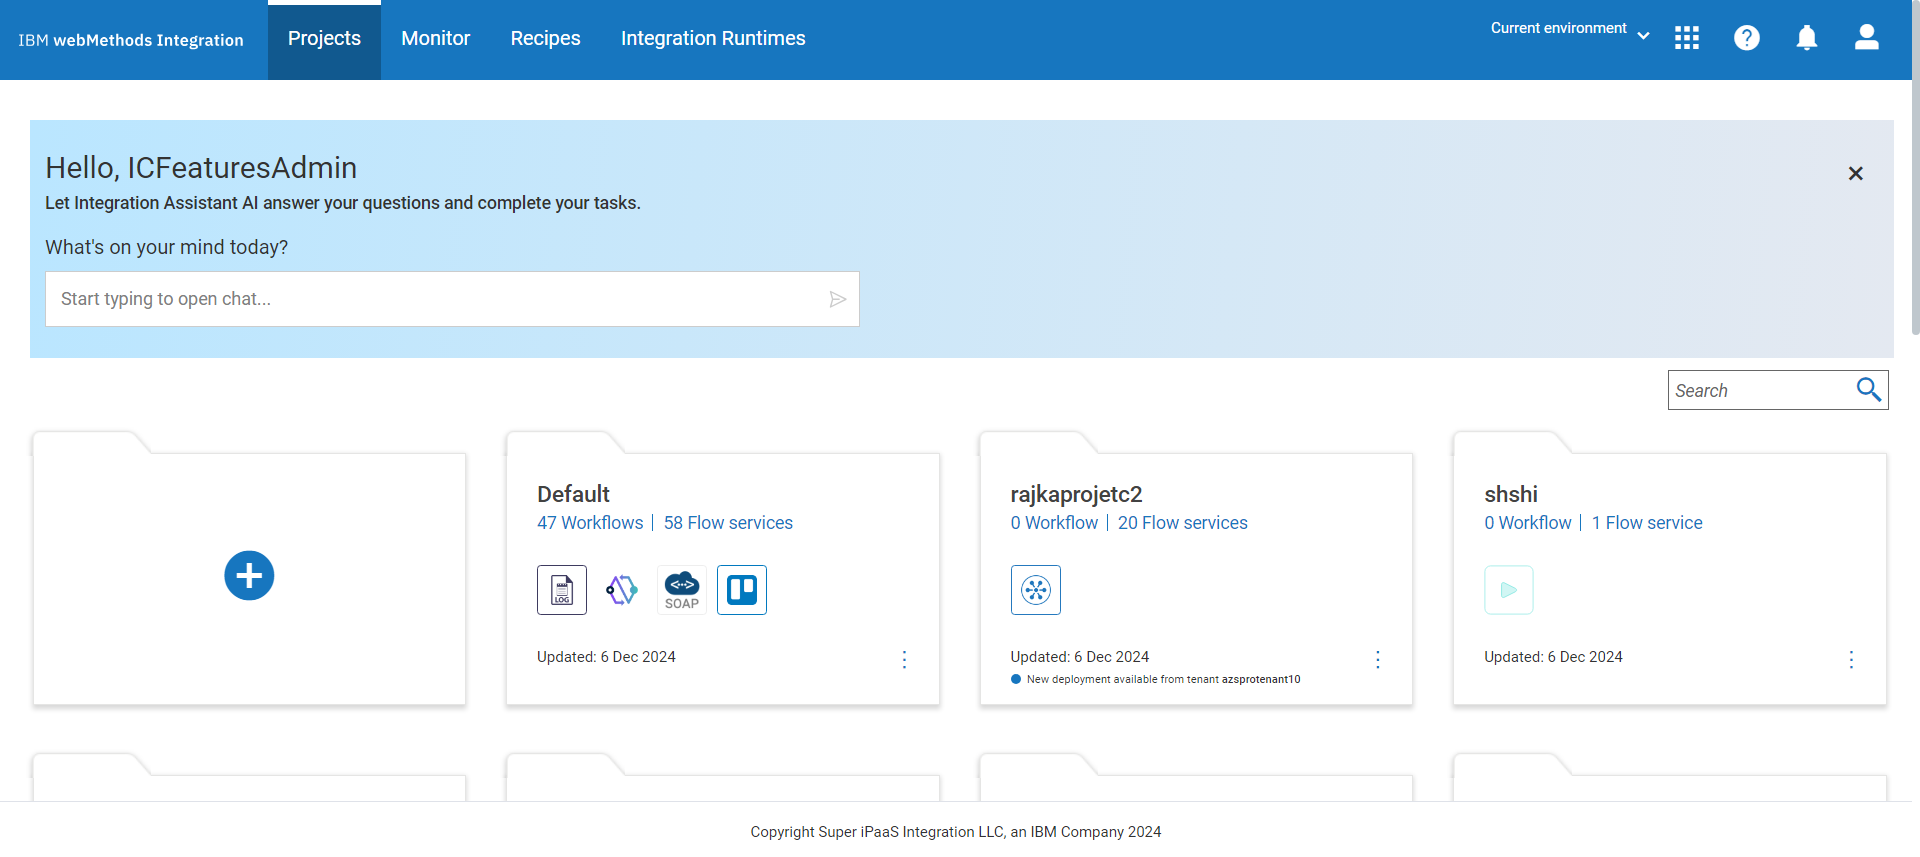 IBM webMethods Integration
Projects
Monitor
Recipes
Integration Runtimes
Current environment
Hello, ICFeaturesAdmin
Let Integration Assistant AI answer your questions and complete your tasks.
What's on your mind today?
Start typing to open chat...
Search
Default
47 Workflows | 58 Flow services
LOG
SOAP
Updated: 6 Dec 2024
rajkaprojetc2
0 Workflow | 20 Flow services
Updated: 6 Dec 2024
New deployment available from tenant azsprotenant10
shshi
0 Workflow | 1 Flow service
Updated: 6 Dec 2024
Copyright Super iPaaS Integration LLC, an IBM Company 2024